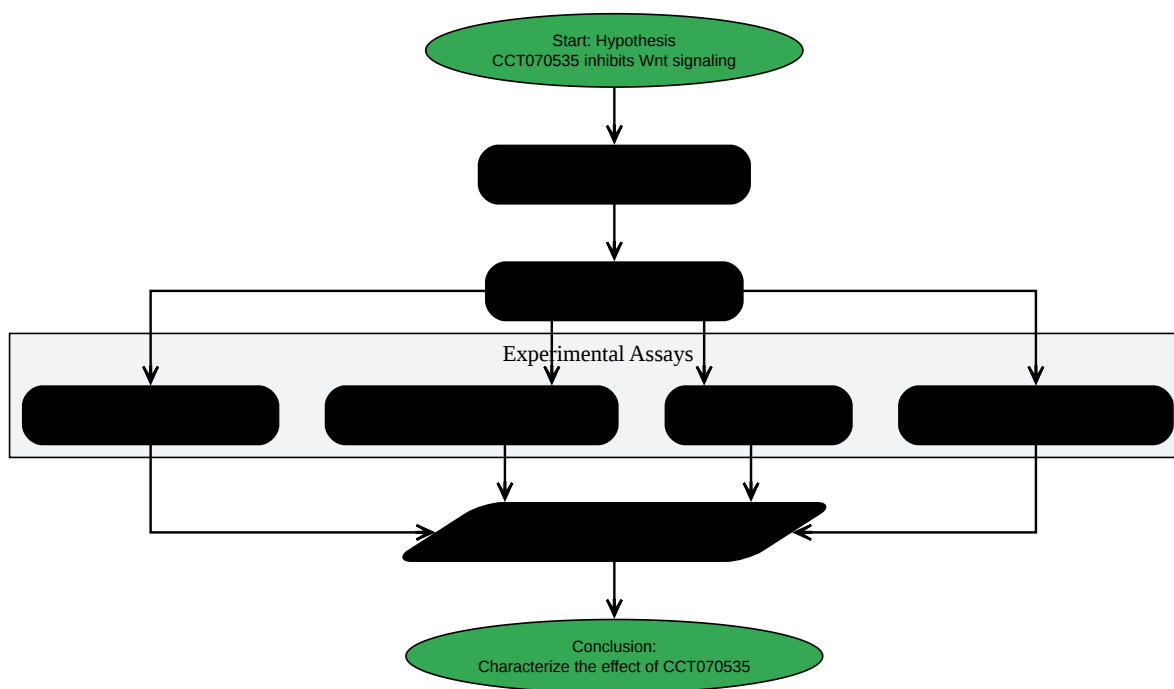 Start: Hypothesis
CCT070535 inhibits Wnt signaling
Experimental Assays
Conclusion:
Characterize the effect of CCT070535